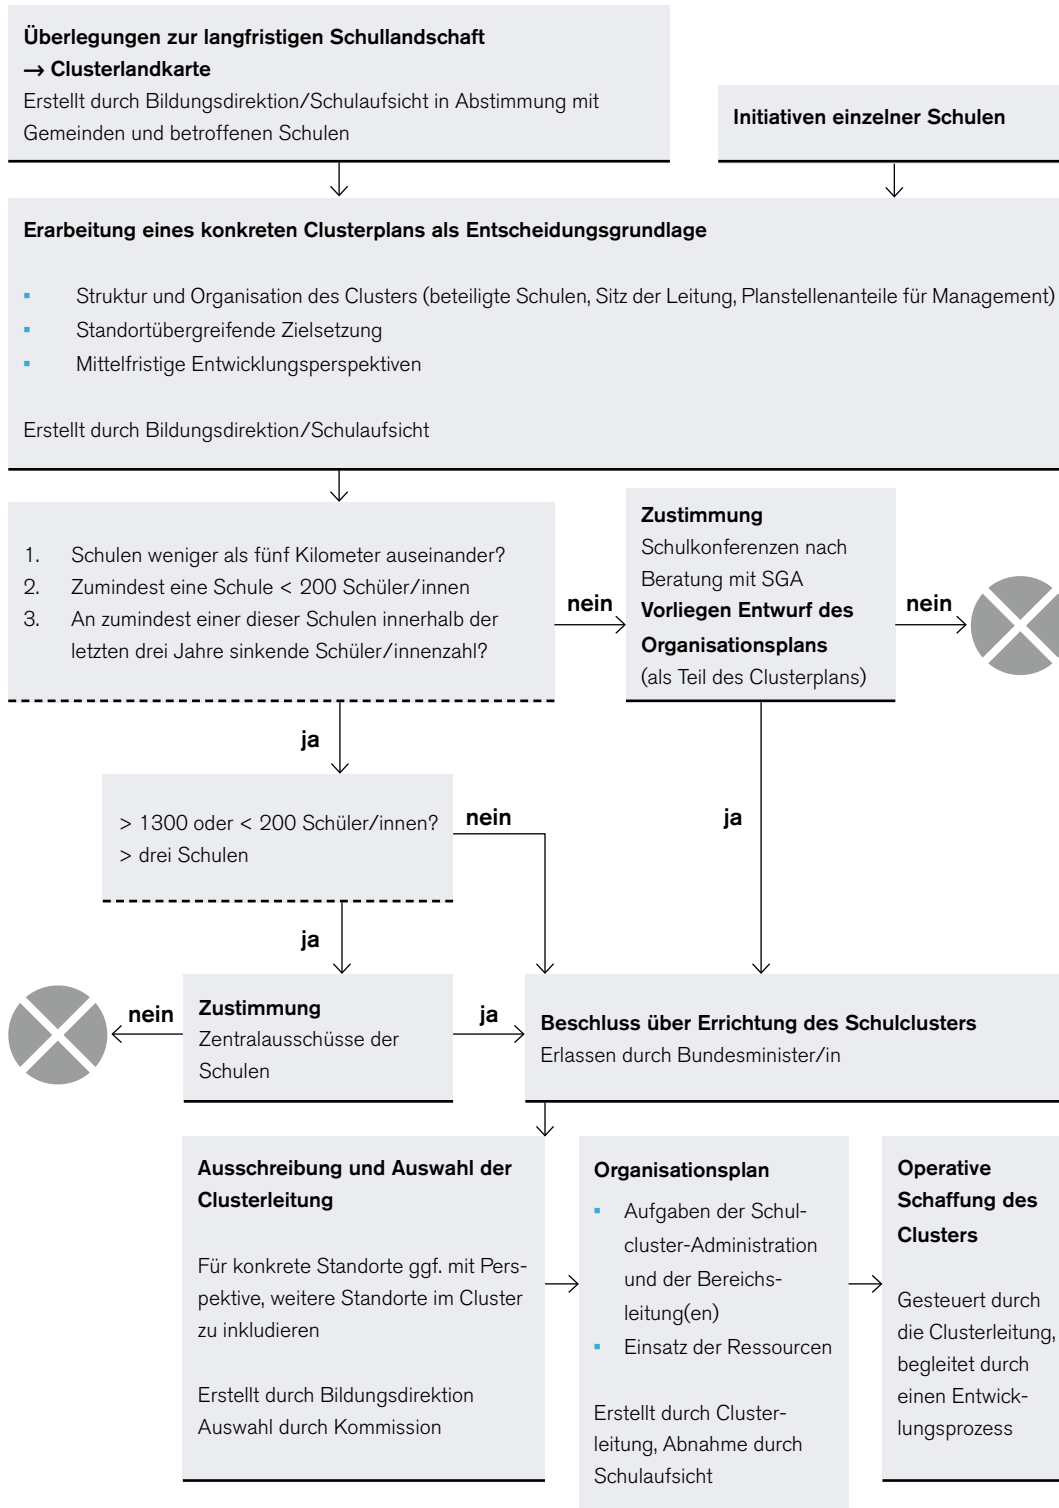 Überlegungen zur langfristigen Schullandschaft
→ Clusterlandkarte
Erstellt durch Bildungsdirektion/Schulaufsicht in Abstimmung mit
Gemeinden und betroffenen Schulen
Initiativen einzelner Schulen
Erarbeitung eines konkreten Clusterplans als Entscheidungsgrundlage
▪ Struktur und Organisation des Clusters (beteiligte Schulen, Sitz der Leitung, Planstellenanteile für Management)
▪ Standortübergreifende Zielsetzung
▪ Mittelfristige Entwicklungsperspektiven
Erstellt durch Bildungsdirektion/Schulaufsicht
1. Schulen weniger als fünf Kilometer auseinander?
2. Zumindest eine Schule < 200 Schüler/innen
3. An zumindest einer dieser Schulen innerhalb der
letzten drei Jahre sinkende Schüler/innenzahl?
nein
Zustimmung
Schulkonferenzen nach
Beratung mit SGA
Vorliegen Entwurf des
Organisationsplans
(als Teil des Clusterplans)
nein
ja
> 1300 oder < 200 Schüler/innen?
> drei Schulen
nein
ja
ja
nein
Zustimmung
Zentralausschüsse der
Schulen
ja
Beschluss über Errichtung des Schulclusters
Erlassen durch Bundesminister/in
Ausschreibung und Auswahl der
Clusterleitung
Für konkrete Standorte ggf. mit Pers-
pektive, weitere Standorte im Cluster
zu inkludieren
Erstellt durch Bildungsdirektion
Auswahl durch Kommission
Organisationsplan
▪ Aufgaben der Schul-
cluster-Administration
und der Bereichs-
leitung(en)
▪ Einsatz der Ressourcen
Erstellt durch Cluster-
leitung, Abnahme durch
Schulaufsicht
Operative
Schaffung des
Clusters
Gesteuert durch
die Clusterleitung,
begleitet durch
einen Entwick-
lungsprozess